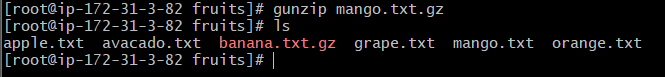 [root@ip-172-31-3-82 fruits]# gunzip mango.txt.gz
[root@ip-172-31-3-82 fruits]# ls
apple.txt  avacado.txt  banana.txt.gz  grape.txt  mango.txt  orange.txt
[root@ip-172-31-3-82 fruits]#